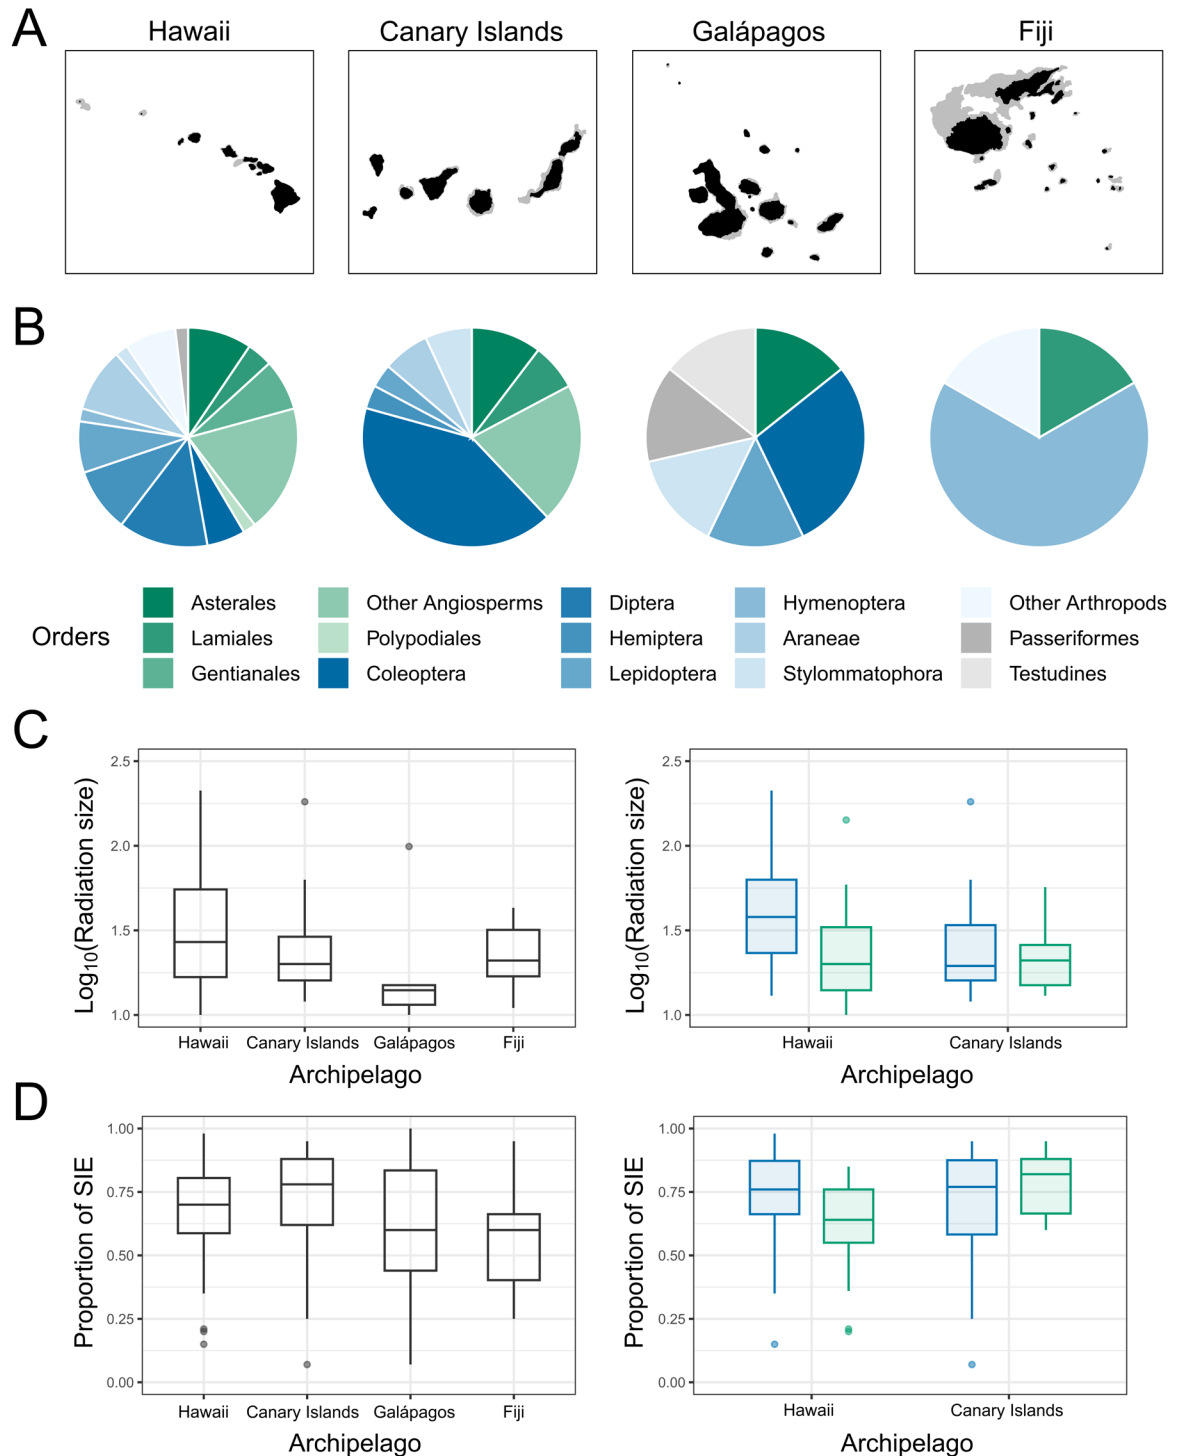 A
Hawaii
Canary Islands
Galápagos
Fiji
B
Orders
Asterales
Other Angiosperms
Diptera
Hymenoptera
Other Arthropods
Lamiales
Polypodiales
Hemiptera
Araneae
Passeriformes
Gentianales
Coleoptera
Lepidoptera
Stylommatophora
Testudines
C
Log10(Radiation size)
2.5
2.0
1.5
1.0
Hawaii
Canary Islands
Galápagos
Fiji
Archipelago
Log10(Radiation size)
2.5
2.0
1.5
1.0
Hawaii
Canary Islands
Archipelago
D
Proportion of SIE
1.00
0.75
0.50
0.25
0.00
Hawaii
Canary Islands
Galápagos
Fiji
Archipelago
Proportion of SIE
1.00
0.75
0.50
0.25
0.00
Hawaii
Canary Islands
Archipelago